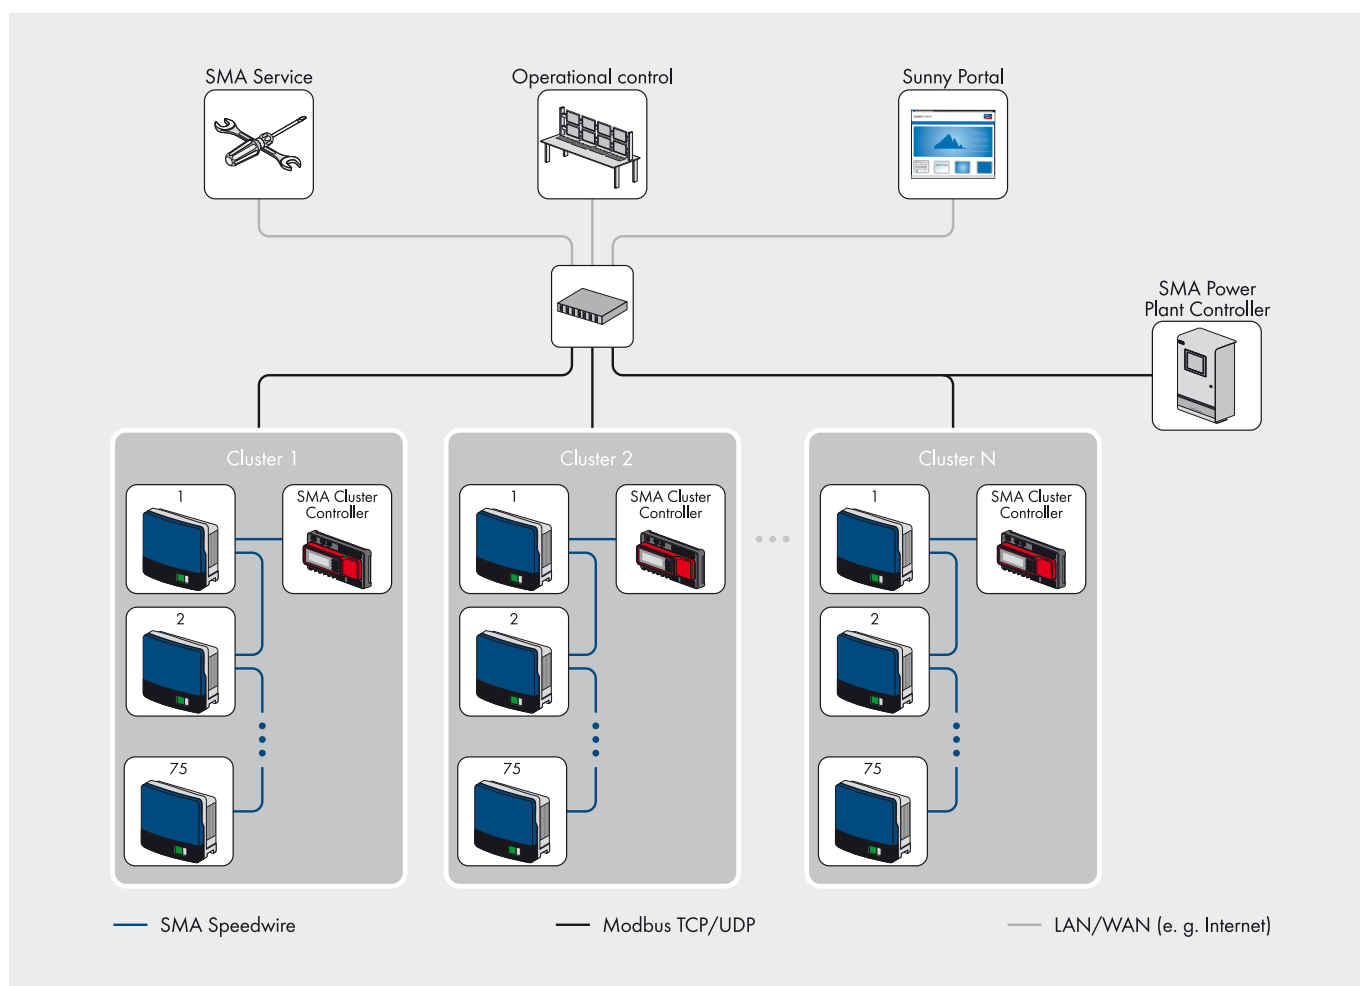 SMA Service
Operational control
Sunny Portal
SMA Power
Plant Controller
Cluster 1
1
SMA Cluster
Controller
2
75
Cluster 2
1
SMA Cluster
Controller
2
75
Cluster N
1
SMA Cluster
Controller
2
75
SMA Speedwire
Modbus TCP/UDP
LAN/WAN (e. g. Internet)